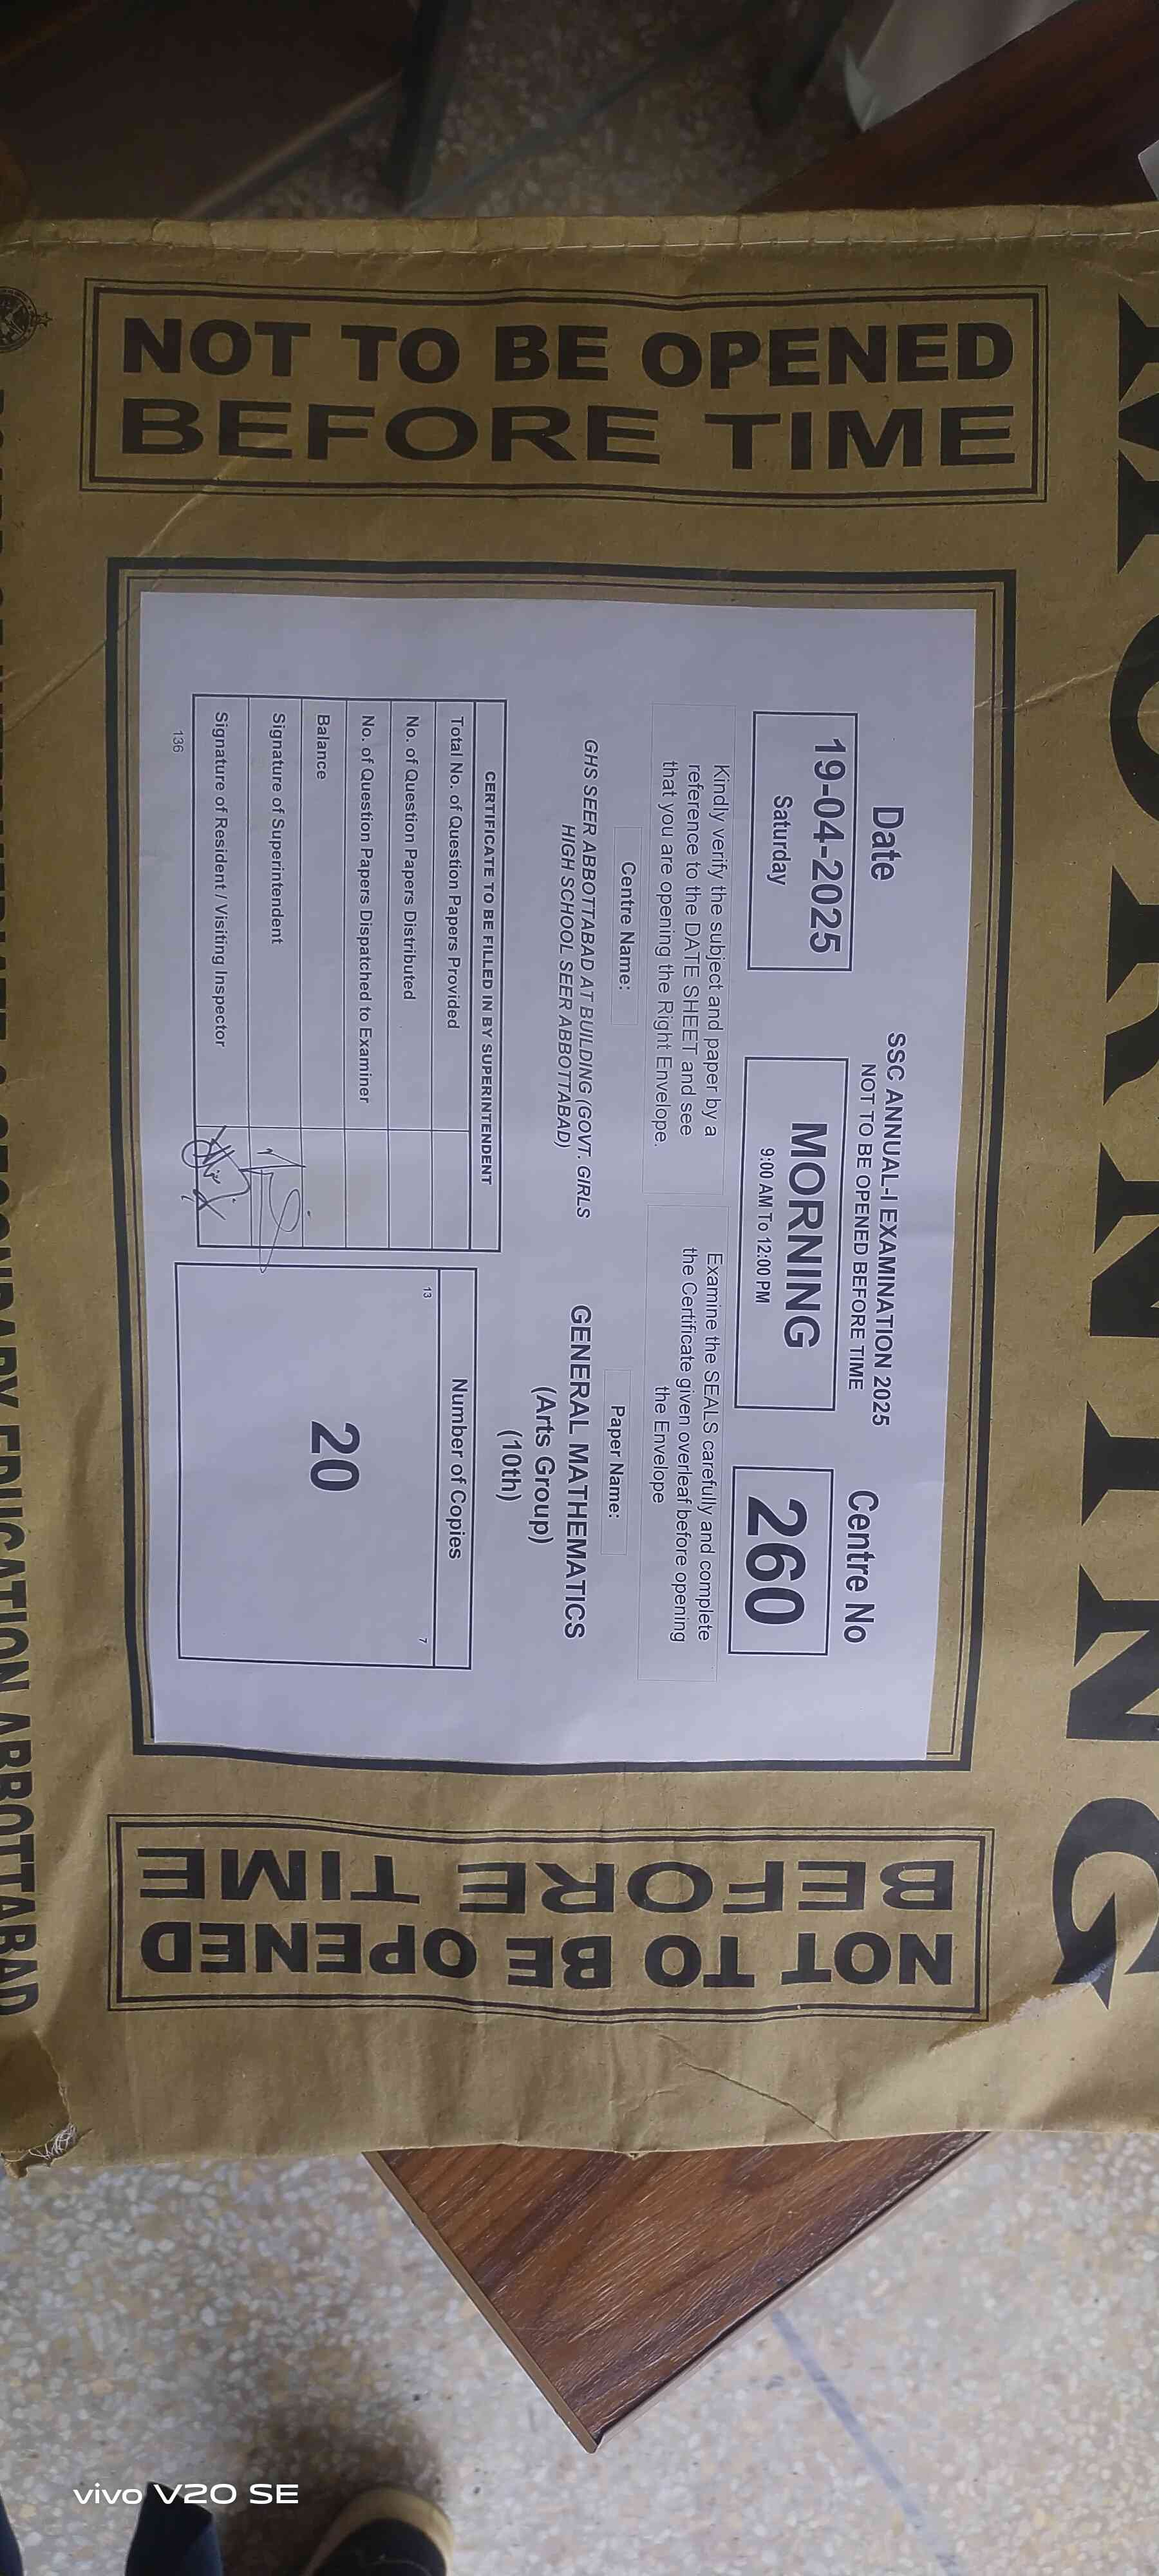 MORNING
NOT TO BE OPENED
BEFORE TIME
SSC ANNUAL-I EXAMINATION 2025
NOT TO BE OPENED BEFORE TIME
Date
19-04-2025
Saturday
MORNING
9:00 AM To 12:00 PM
Centre No
260
Kindly verify the subject and paper by a
reference to the DATE SHEET and see
that you are opening the Right Envelope.
Examine the SEALS carefully and complete
the Certificate given overleaf before opening
the Envelope
Centre Name:
GHS SEER ABBOTTABAD AT BUILDING (GOVT. GIRLS
HIGH SCHOOL SEER ABBOTTABAD)
Paper Name:
GENERAL MATHEMATICS
(Arts Group)
(10th)
CERTIFICATE TO BE FILLED IN BY SUPERINTENDENT
Total No. of Question Papers Provided
No. of Question Papers Distributed
No. of Question Papers Dispatched to Examiner
Balance
Signature of Superintendent
Signature of Resident / Visiting Inspector
136
Number of Copies
13
7
20
NOT TO BE OPENED
BEFORE TIME
BOARD OF INTERMEDIATE & SECONDARY EDUCATION ABBOTTABAD
vivo V20 SE